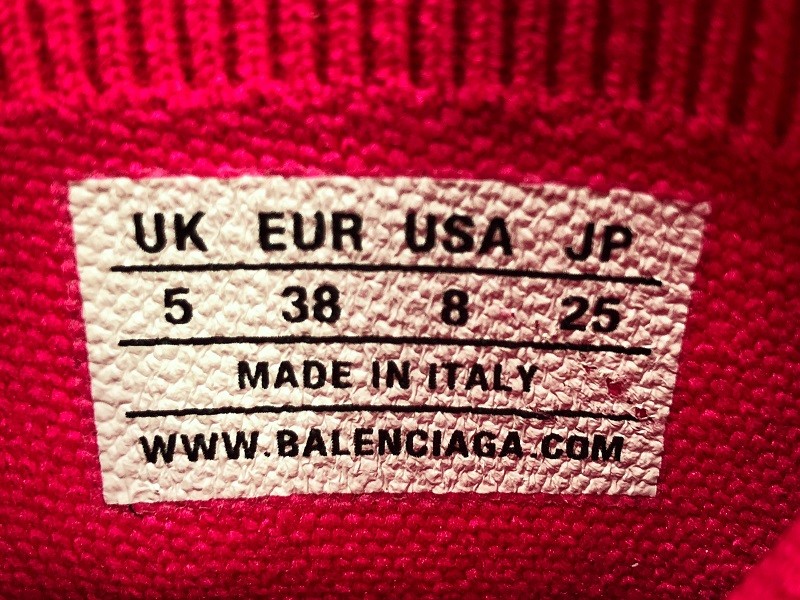 UK EUR USA JP
5 38 8 25
MADE IN ITALY
WWW.BALENCIAGA.COM